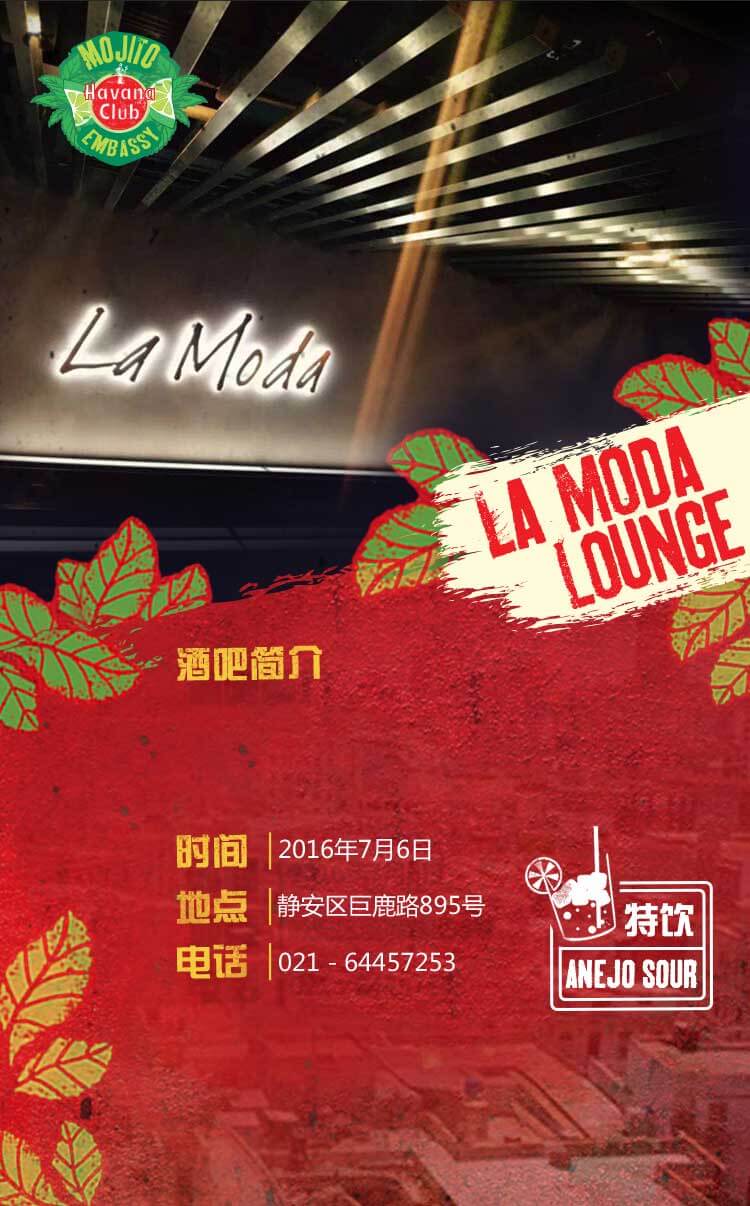 MOJITO
Havana
Club
EMBASSY
La Moda
LA MODA
LOUNGE
酒吧简介
时间 2016年7月6日
地点 静安区巨鹿路895号
电话 021 - 64457253
特饮
ANEJO SOUR